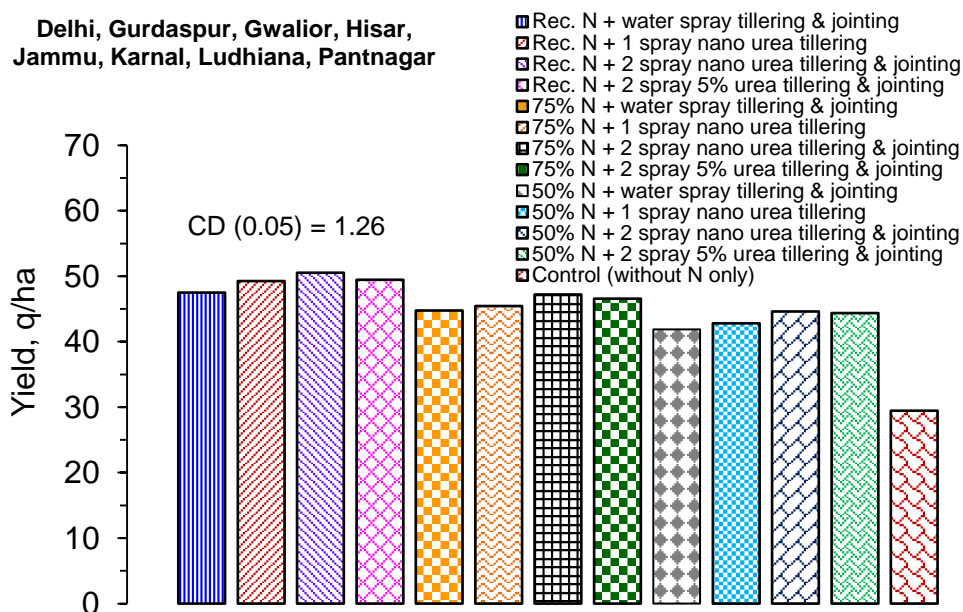 Delhi, Gurdaspur, Gwalior, Hisar,
Jammu, Karnal, Ludhiana, Pantnagar
Rec. N + water spray tillering & jointing
Rec. N + 1 spray nano urea tillering
Rec. N + 2 spray nano urea tillering & jointing
Rec. N + 2 spray 5% urea tillering & jointing
75% N + water spray tillering & jointing
75% N + 1 spray nano urea tillering
75% N + 2 spray nano urea tillering & jointing
75% N + 2 spray 5% urea tillering & jointing
50% N + water spray tillering & jointing
50% N + 1 spray nano urea tillering
50% N + 2 spray nano urea tillering & jointing
50% N + 2 spray 5% urea tillering & jointing
Control (without N only)
CD (0.05) = 1.26
Yield, q/ha
70
60
50
40
30
20
10
0